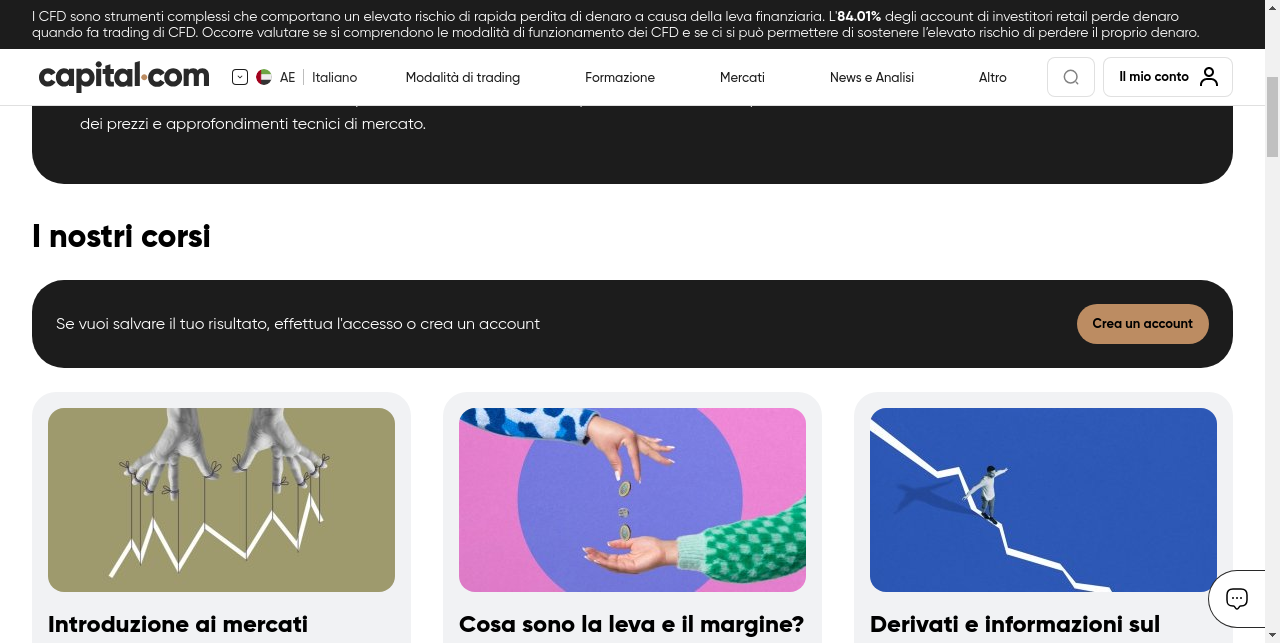 I CFD sono strumenti complessi che comportano un elevato rischio di rapida perdita di denaro a causa della leva finanziaria. L'84.01% degli account di investitori retail perde denaro
quando fa trading di CFD. Occorre valutare se si comprendono le modalità di funzionamento dei CFD e se ci si può permettere di sostenere l'elevato rischio di perdere il proprio denaro.
capital.com AE Italiano Modalità di trading Formazione Mercati News e Analisi Altro Il mio conto
dei prezzi e approfondimenti tecnici di mercato.
I nostri corsi
Se vuoi salvare il tuo risultato, effettua l'accesso o crea un account Crea un account
Introduzione ai mercati Cosa sono la leva e il margine? Derivati e informazioni sul